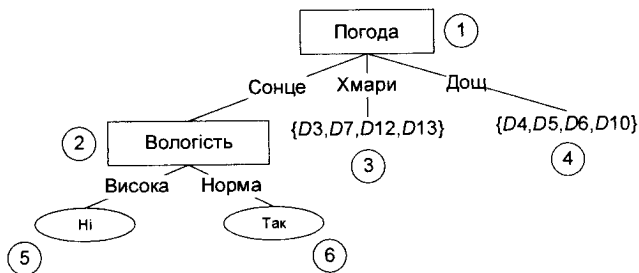 Погода 1
Сонце Хмари Дощ
2 Вологість {D3,D7,D12,D13} {D4,D5,D6,D10}
3 4
Висока Норма
Ні Так
5 6